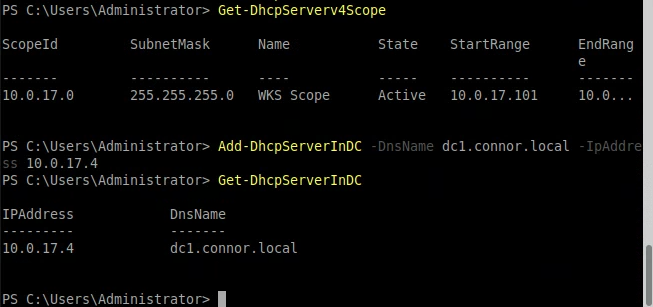 PS C:\Users\Administrator> Get-DhcpServerv4Scope
ScopeId SubnetMask Name State StartRange EndRang
e
------- ---------- ---- ----- ---------- -------
10.0.17.0 255.255.255.0 WKS Scope Active 10.0.17.101 10.0...
PS C:\Users\Administrator> Add-DhcpServerInDC -DnsName dc1.connor.local -IpAddre
ss 10.0.17.4
PS C:\Users\Administrator> Get-DhcpServerInDC
IPAddress DnsName
--------- -------
10.0.17.4 dc1.connor.local
PS C:\Users\Administrator>